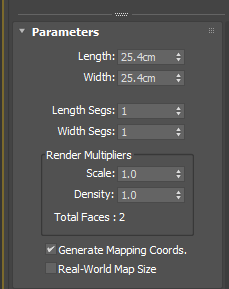 Parameters
Length: 25.4cm
Width: 25.4cm
Length Segs: 1
Width Segs: 1
Render Multipliers
Scale: 1.0
Density: 1.0
Total Faces : 2
Generate Mapping Coords.
Real-World Map Size